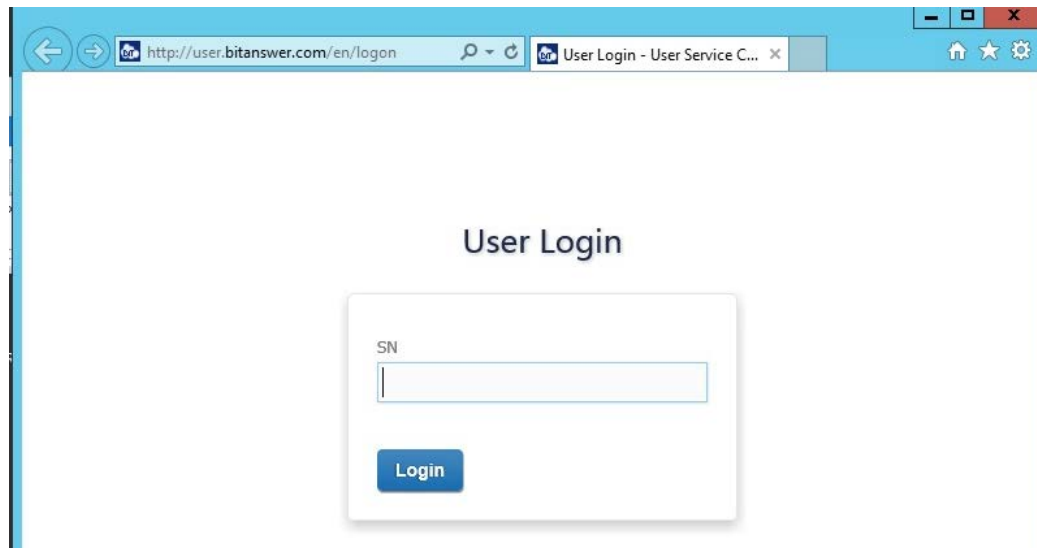 http://user.bitanswer.com/en/logon
User Login - User Service C...
User Login
SN
Login